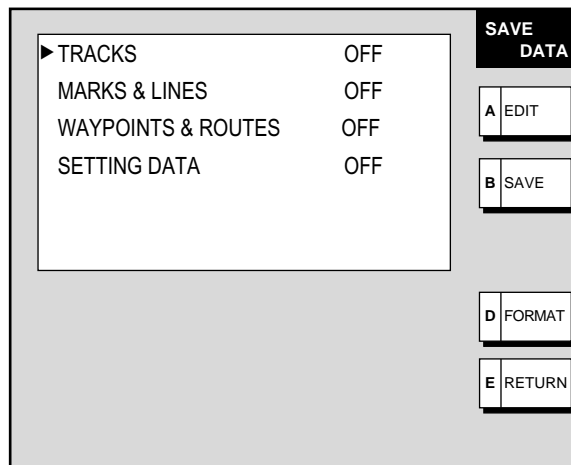 SAVE
DATA
TRACKS OFF
MARKS & LINES OFF
WAYPOINTS & ROUTES OFF
SETTING DATA OFF
A EDIT
B SAVE
D FORMAT
E RETURN